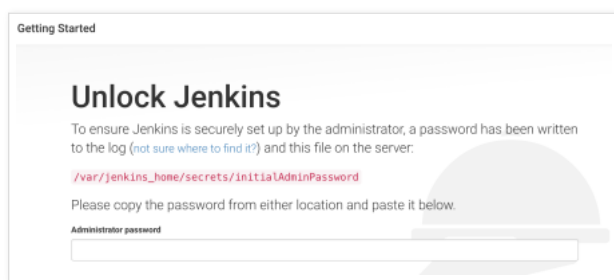 Getting Started
Unlock Jenkins
To ensure Jenkins is securely set up by the administrator, a password has been written
to the log (not sure where to find it?) and this file on the server:
/var/jenkins_home/secrets/initialAdminPassword
Please copy the password from either location and paste it below.
Administrator password